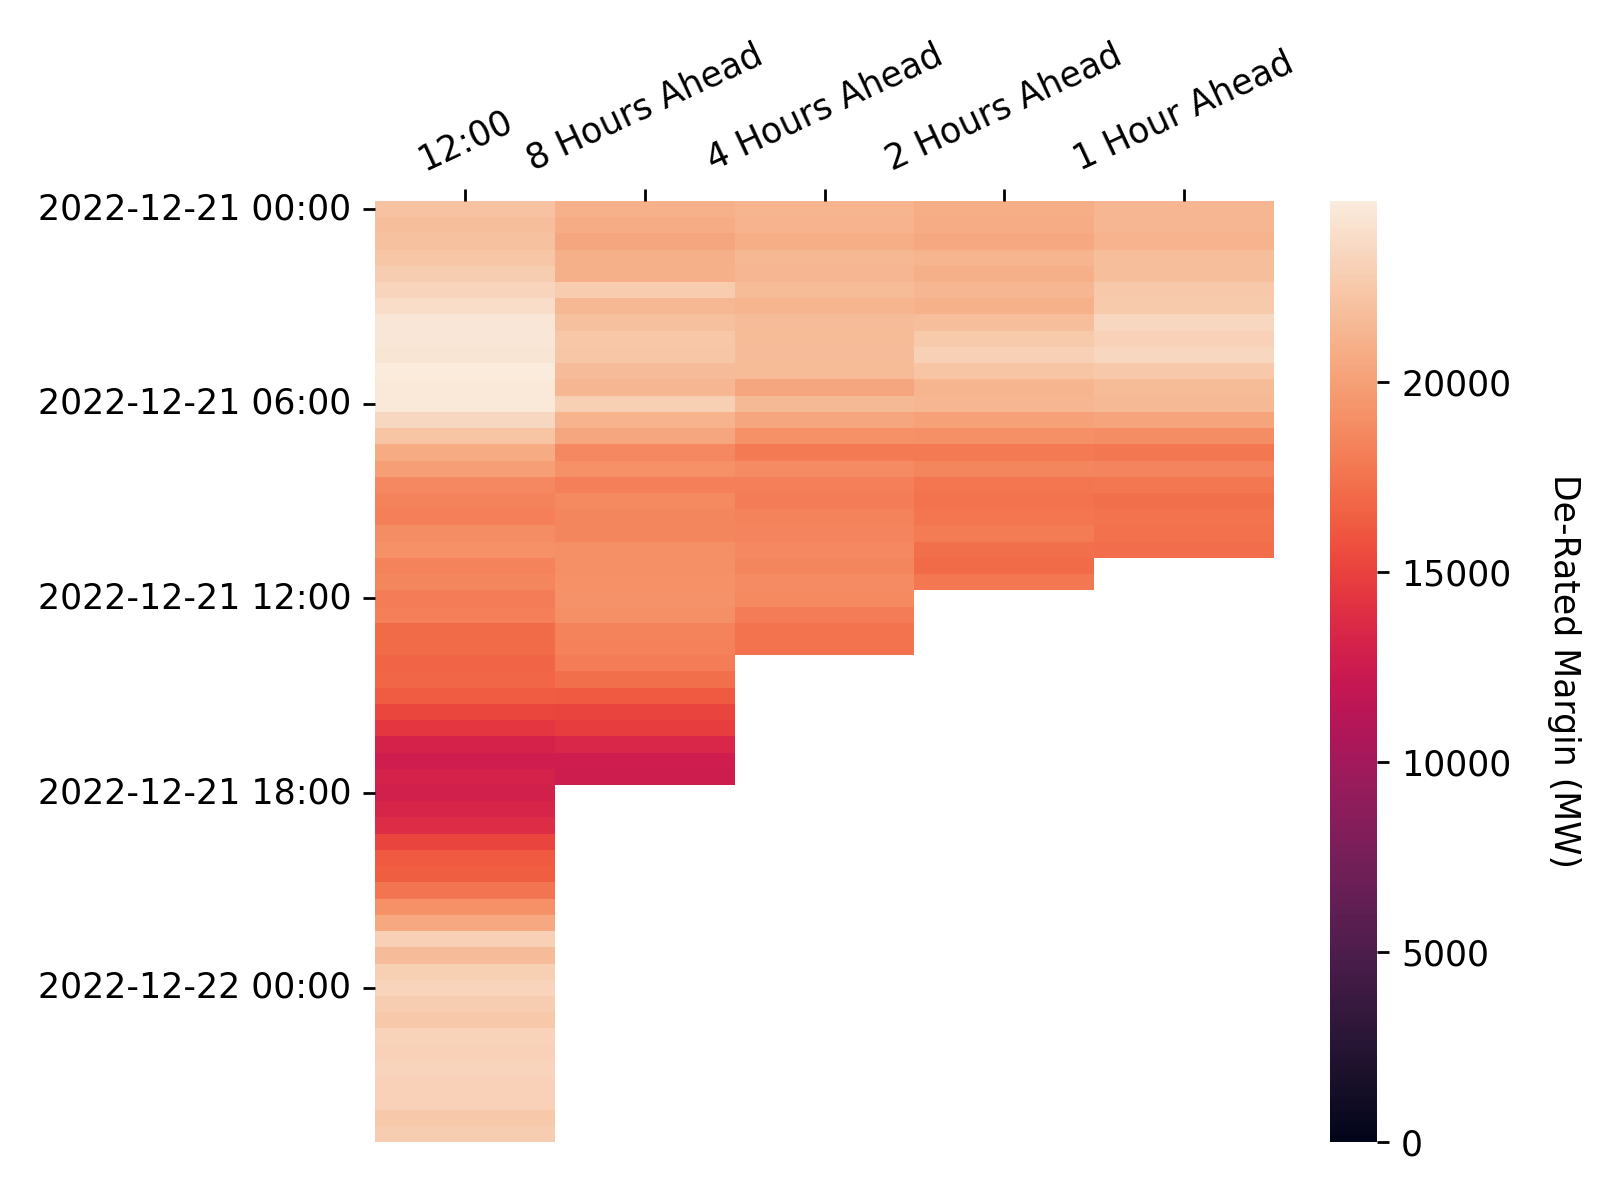 12:00
8 Hours Ahead
4 Hours Ahead
2 Hours Ahead
1 Hour Ahead
2022-12-21 00:00
2022-12-21 06:00
2022-12-21 12:00
2022-12-21 18:00
2022-12-22 00:00
20000
15000
10000
5000
0
De-Rated Margin (MW)